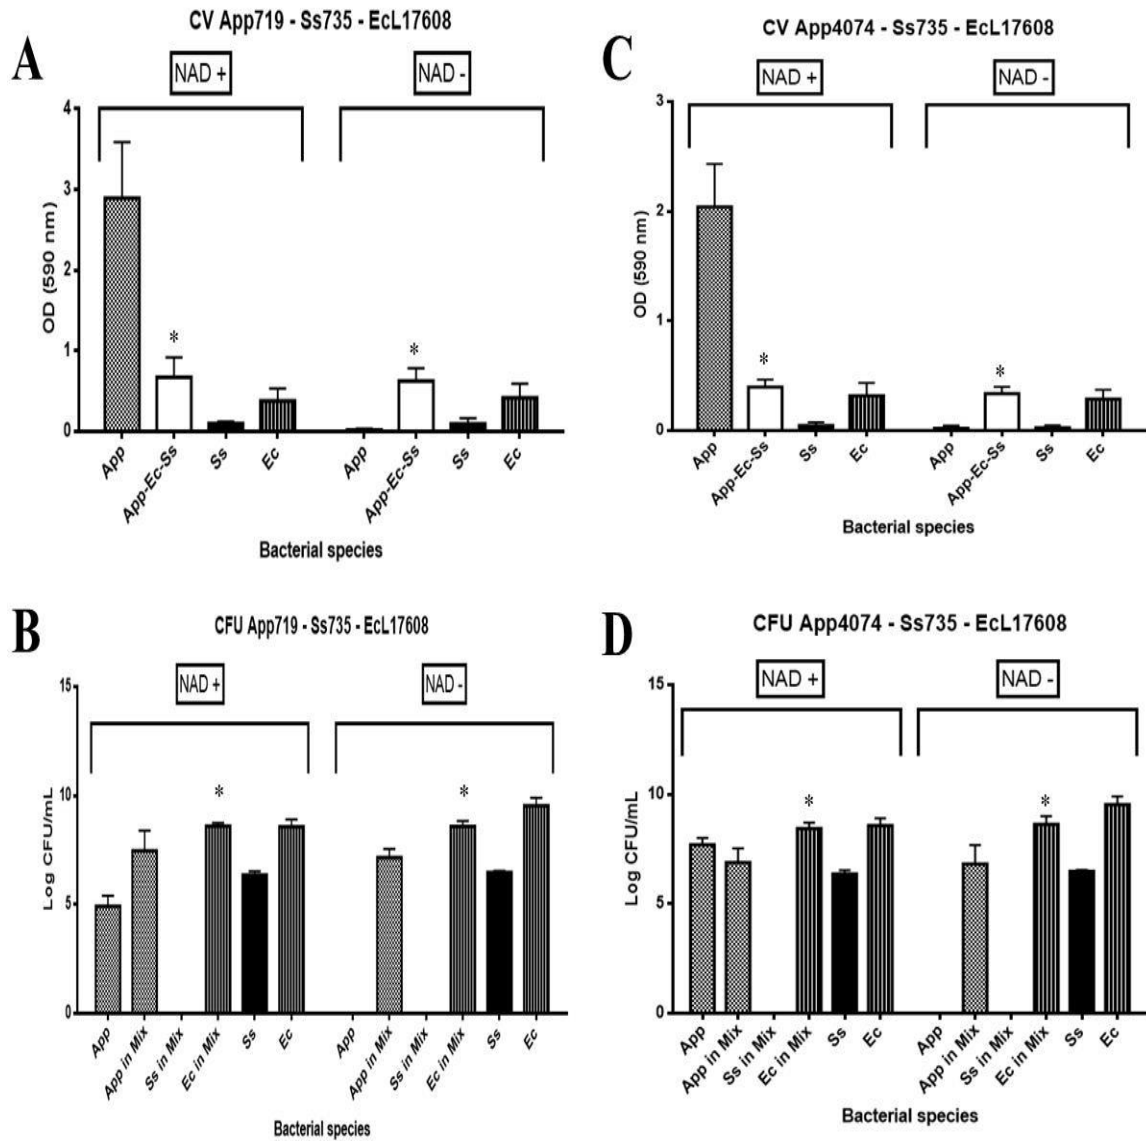 A
CV App719 - Ss735 - EcL17608
NAD +
NAD -
OD (590 nm)
4
3
2
1
0
*
*
App
App-Ec-Ss
Ss
Ec
App
App-Ec-Ss
Ss
Ec
Bacterial species
C
CV App4074 - Ss735 - EcL17608
NAD +
NAD -
OD (590 nm)
3
2
1
0
*
*
App
App-Ec-Ss
Ss
Ec
App
App-Ec-Ss
Ss
Ec
Bacterial species
B
CFU App719 - Ss735 - EcL17608
NAD +
NAD -
Log CFU/mL
15
10
5
0
*
*
App
App in Mix
Ss in Mix
Ec in Mix
Ss
Ec
App
App in Mix
Ss in Mix
Ec in Mix
Ss
Ec
Bacterial species
D
CFU App4074 - Ss735 - EcL17608
NAD +
NAD -
Log CFU/mL
15
10
5
0
*
*
App
App in Mix
Ss in Mix
Ec in Mix
Ss
Ec
App
App in Mix
Ss in Mix
Ec in Mix
Ss
Ec
Bacterial species